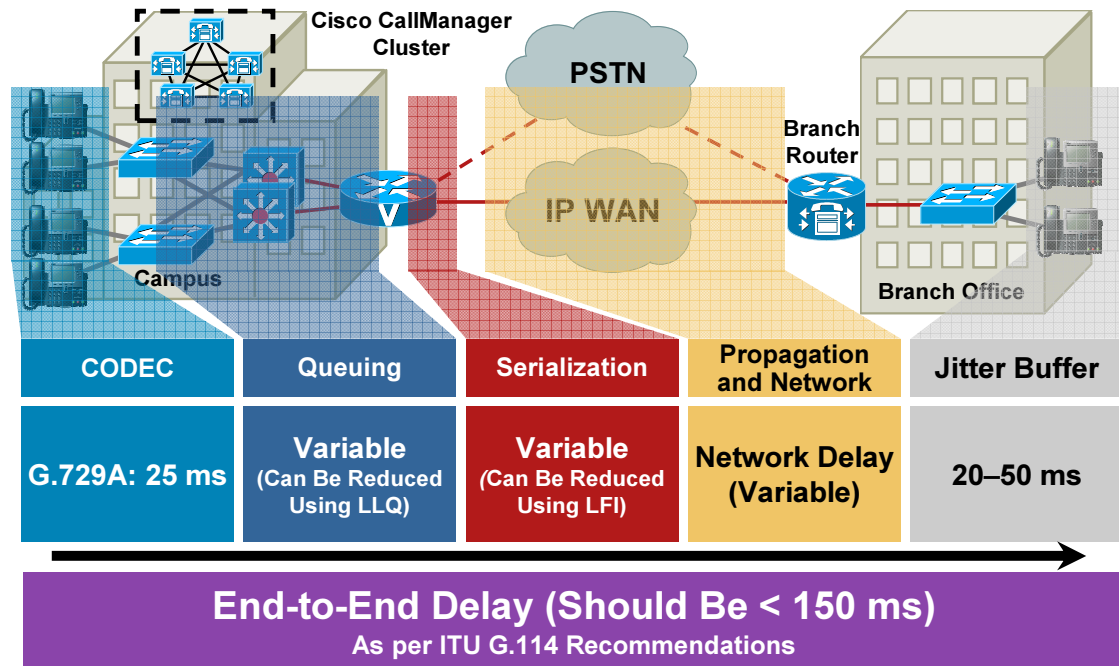 Cisco CallManager
Cluster
PSTN
Branch
Router
IP WAN
V
Campus
Branch Office
CODEC
Queuing
Serialization
Propagation
and Network
Jitter Buffer
G.729A: 25 ms
Variable
(Can Be Reduced
Using LLQ)
Variable
(Can Be Reduced
Using LFI)
Network Delay
(Variable)
20–50 ms
End-to-End Delay (Should Be < 150 ms)
As per ITU G.114 Recommendations